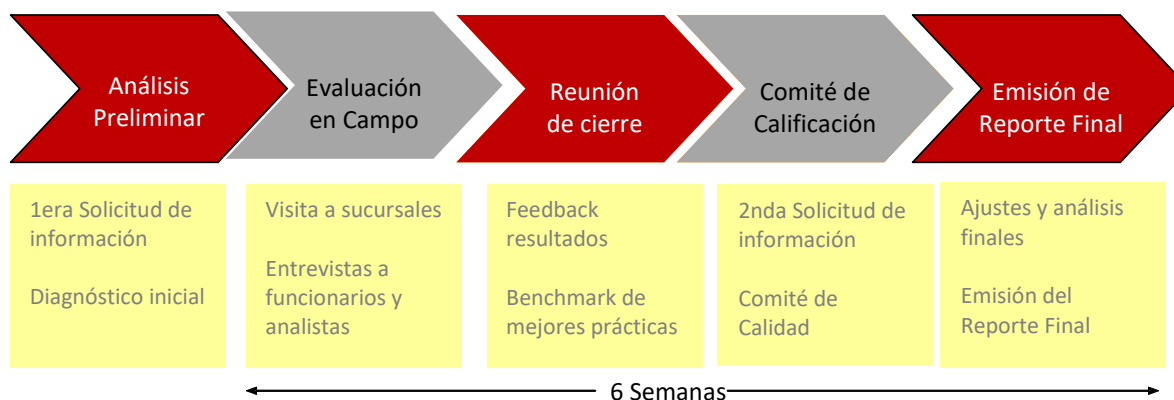 Análisis
Preliminar
Evaluación
en Campo
Reunión
de cierre
Comité de
Calificación
Emisión de
Reporte Final
1era Solicitud de
información
Diagnóstico inicial
Visita a sucursales
Entrevistas a
funcionarios y
analistas
Feedback
resultados
Benchmark de
mejores prácticas
2nda Solicitud de
información
Comité de
Calidad
Ajustes y análisis
finales
Emisión del
Reporte Final
6 Semanas